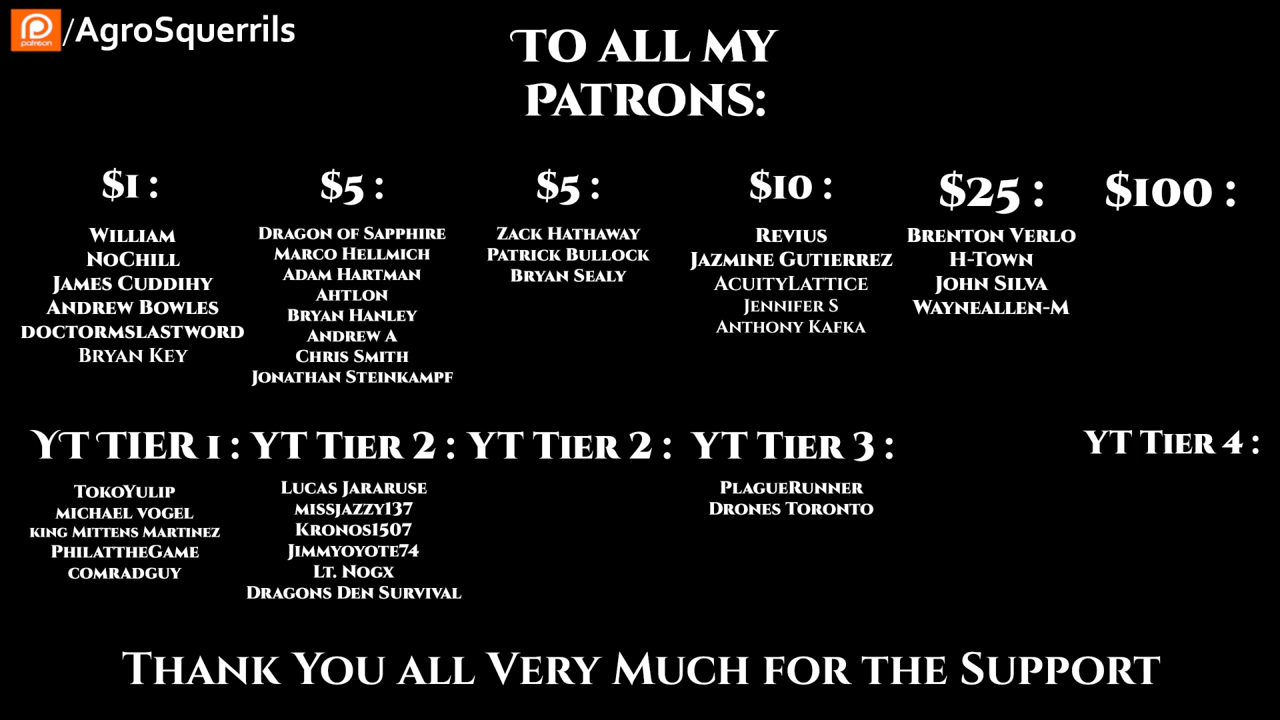 patreon
/AgroSquerrils
To all my
Patrons:
$1 :
William
NoChill
James Cuddihy
Andrew Bowles
doctormslastword
Bryan Key
$5 :
Dragon of Sapphire
Marco Hellmich
Adam Hartman
Ahtlon
Bryan Hanley
Andrew A
Chris Smith
Jonathan Steinkampf
$5 :
Zack Hathaway
Patrick Bullock
Bryan Sealy
$10 :
Revius
Jazmine Gutierrez
AcuityLattice
Jennifer S
Anthony Kafka
$25 :
Brenton Verlo
H-Town
John Silva
Wayneallen-M
$100 :
YT Tier 1 :
TokoYulip
michael vogel
king Mittens Martinez
PhilattheGame
comradguy
YT Tier 2 :
Lucas Jararuse
missjazzy137
Kronos1507
Jimmyoyote74
Lt. Nogx
Dragons Den Survival
YT Tier 2 :
YT Tier 3 :
PlagueRunner
Drones Toronto
YT Tier 4 :
Thank You all Very Much for the Support